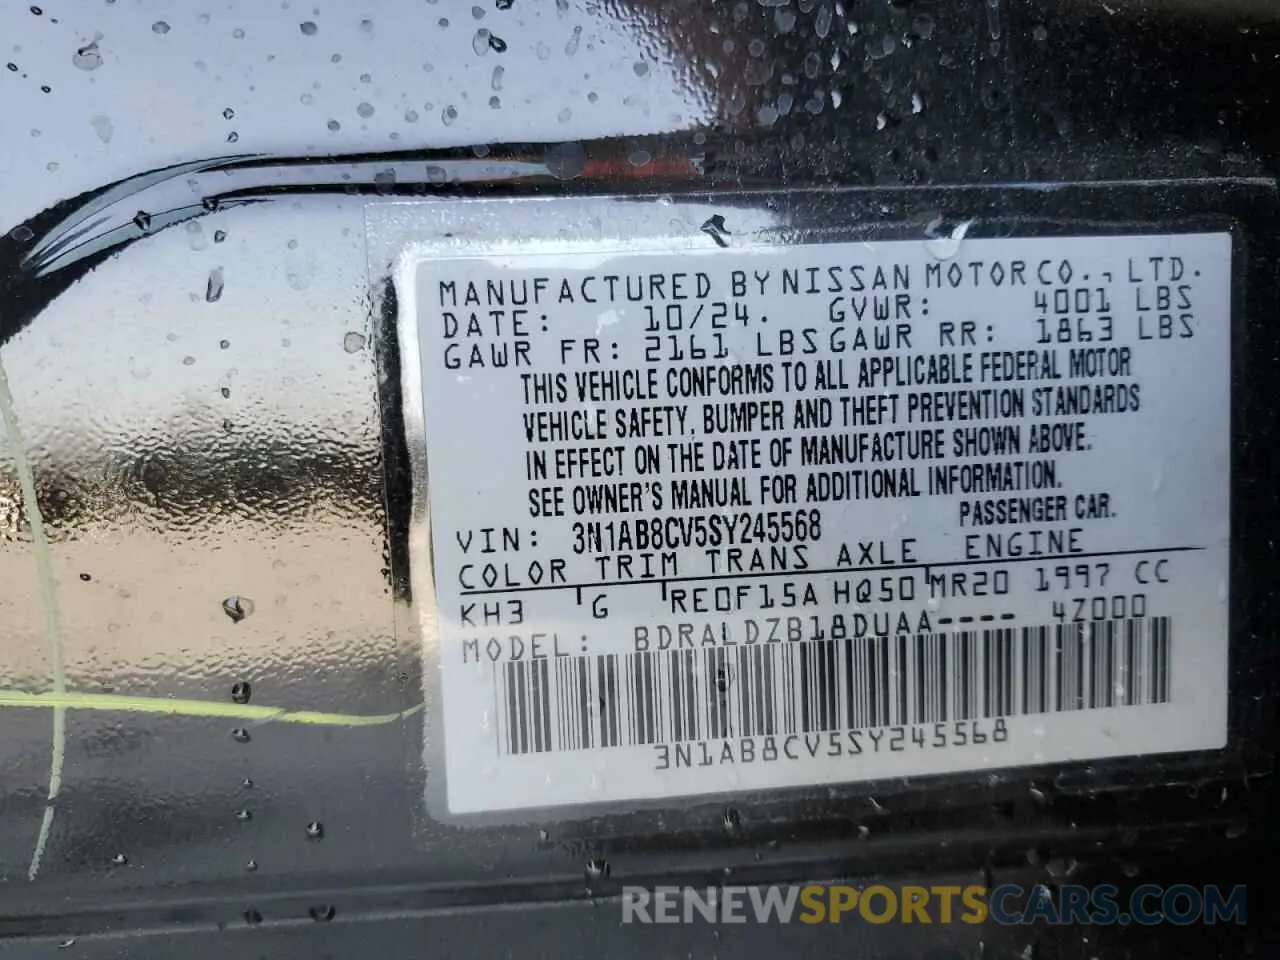 MANUFACTURED BY NISSAN MOTOR CO., LTD.
DATE: 10/24. GVWR: 4001 LBS
GAWR FR: 2161 LBS GAWR RR: 1863 LBS
THIS VEHICLE CONFORMS TO ALL APPLICABLE FEDERAL MOTOR
VEHICLE SAFETY, BUMPER AND THEFT PREVENTION STANDARDS
IN EFFECT ON THE DATE OF MANUFACTURE SHOWN ABOVE.
SEE OWNER'S MANUAL FOR ADDITIONAL INFORMATION.
VIN: 3N1AB8CV5SY245568 PASSENGER CAR.
COLOR TRIM TRANS AXLE ENGINE
KH3 G RE0F15A HQ50 MR20 1997 CC
MODEL: BDRALDZB18DUAA---- 4Z000
3N1AB8CV5SY245568
RENEWSPORTSCARS.COM